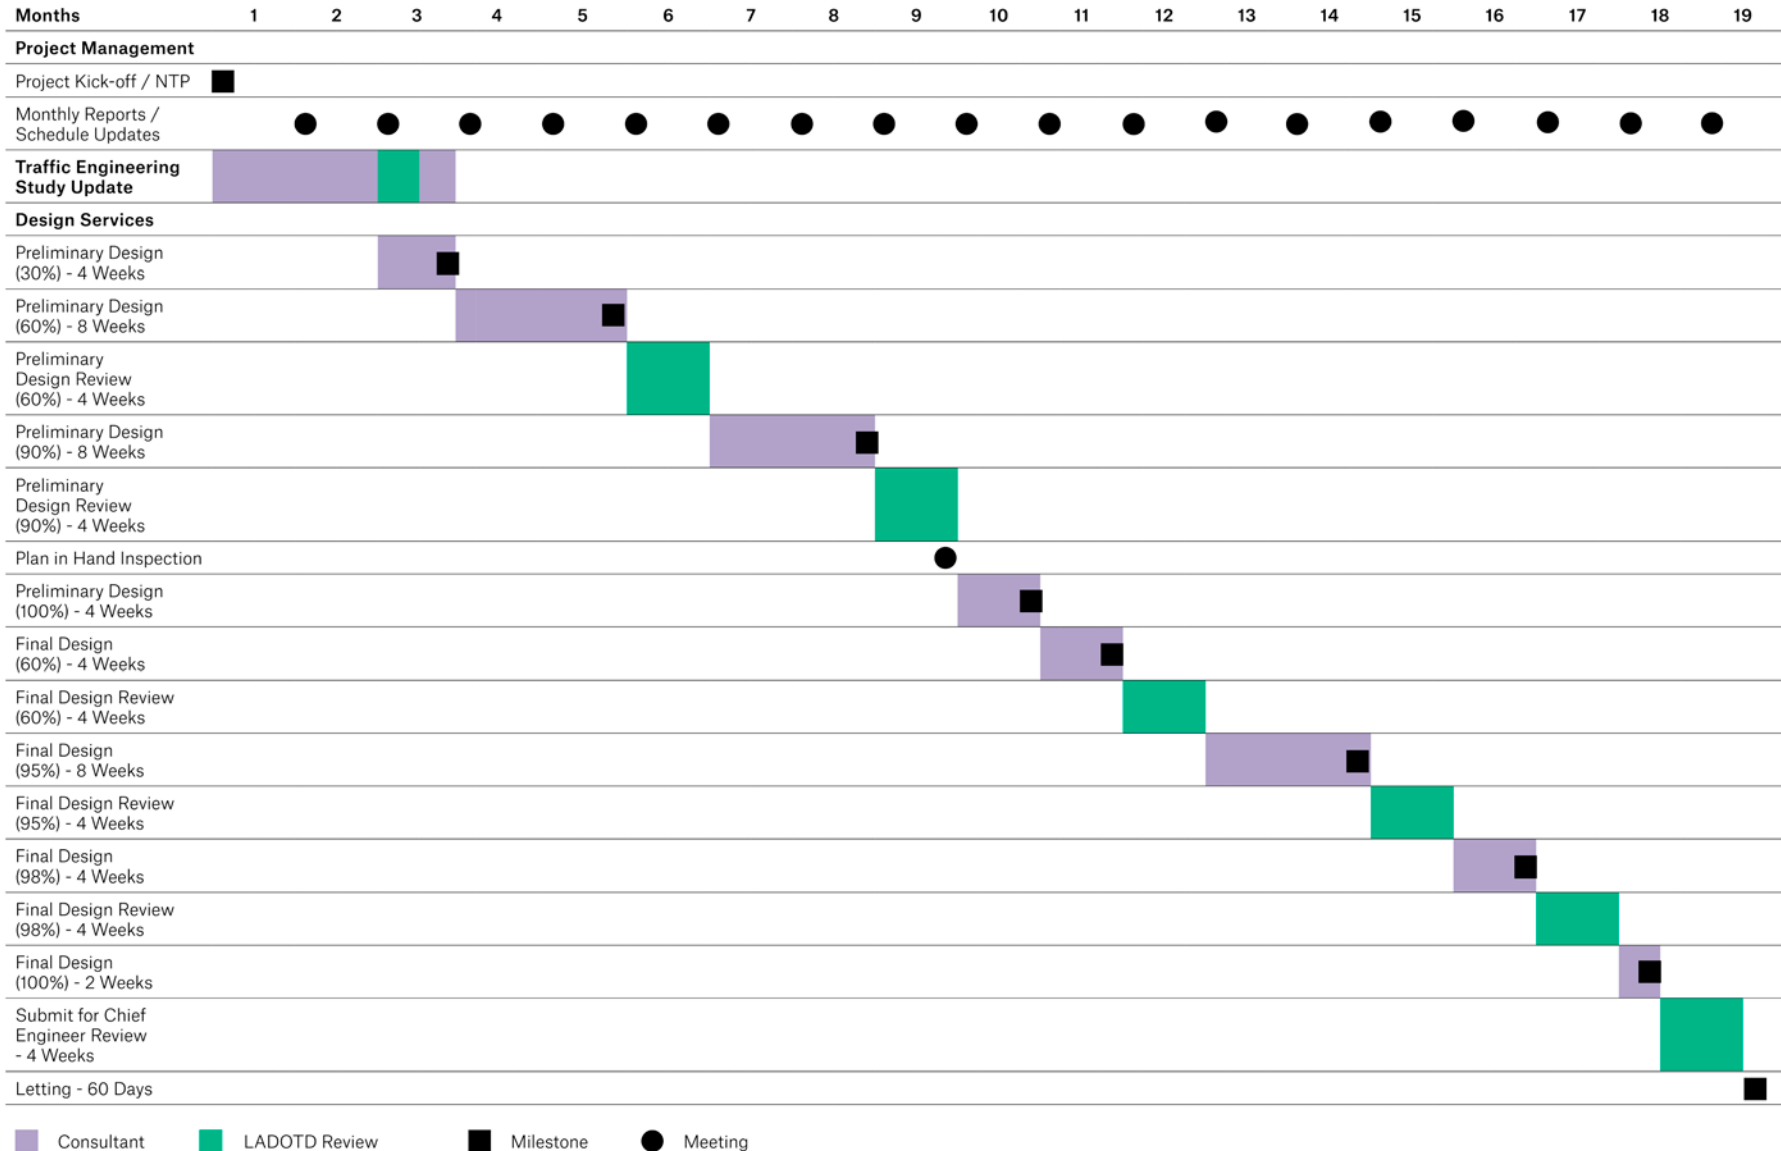 Months 1 2 3 4 5 6 7 8 9 10 11 12 13 14 15 16 17 18 19
Project Management
Project Kick-off / NTP
Monthly Reports /
Schedule Updates
Traffic Engineering
Study Update
Design Services
Preliminary Design
(30%) - 4 Weeks
Preliminary Design
(60%) - 8 Weeks
Preliminary
Design Review
(60%) - 4 Weeks
Preliminary Design
(90%) - 8 Weeks
Preliminary
Design Review
(90%) - 4 Weeks
Plan in Hand Inspection
Preliminary Design
(100%) - 4 Weeks
Final Design
(60%) - 4 Weeks
Final Design Review
(60%) - 4 Weeks
Final Design
(95%) - 8 Weeks
Final Design Review
(95%) - 4 Weeks
Final Design
(98%) - 4 Weeks
Final Design Review
(98%) - 4 Weeks
Final Design
(100%) - 2 Weeks
Submit for Chief
Engineer Review
- 4 Weeks
Letting - 60 Days
Consultant LADOTD Review Milestone Meeting